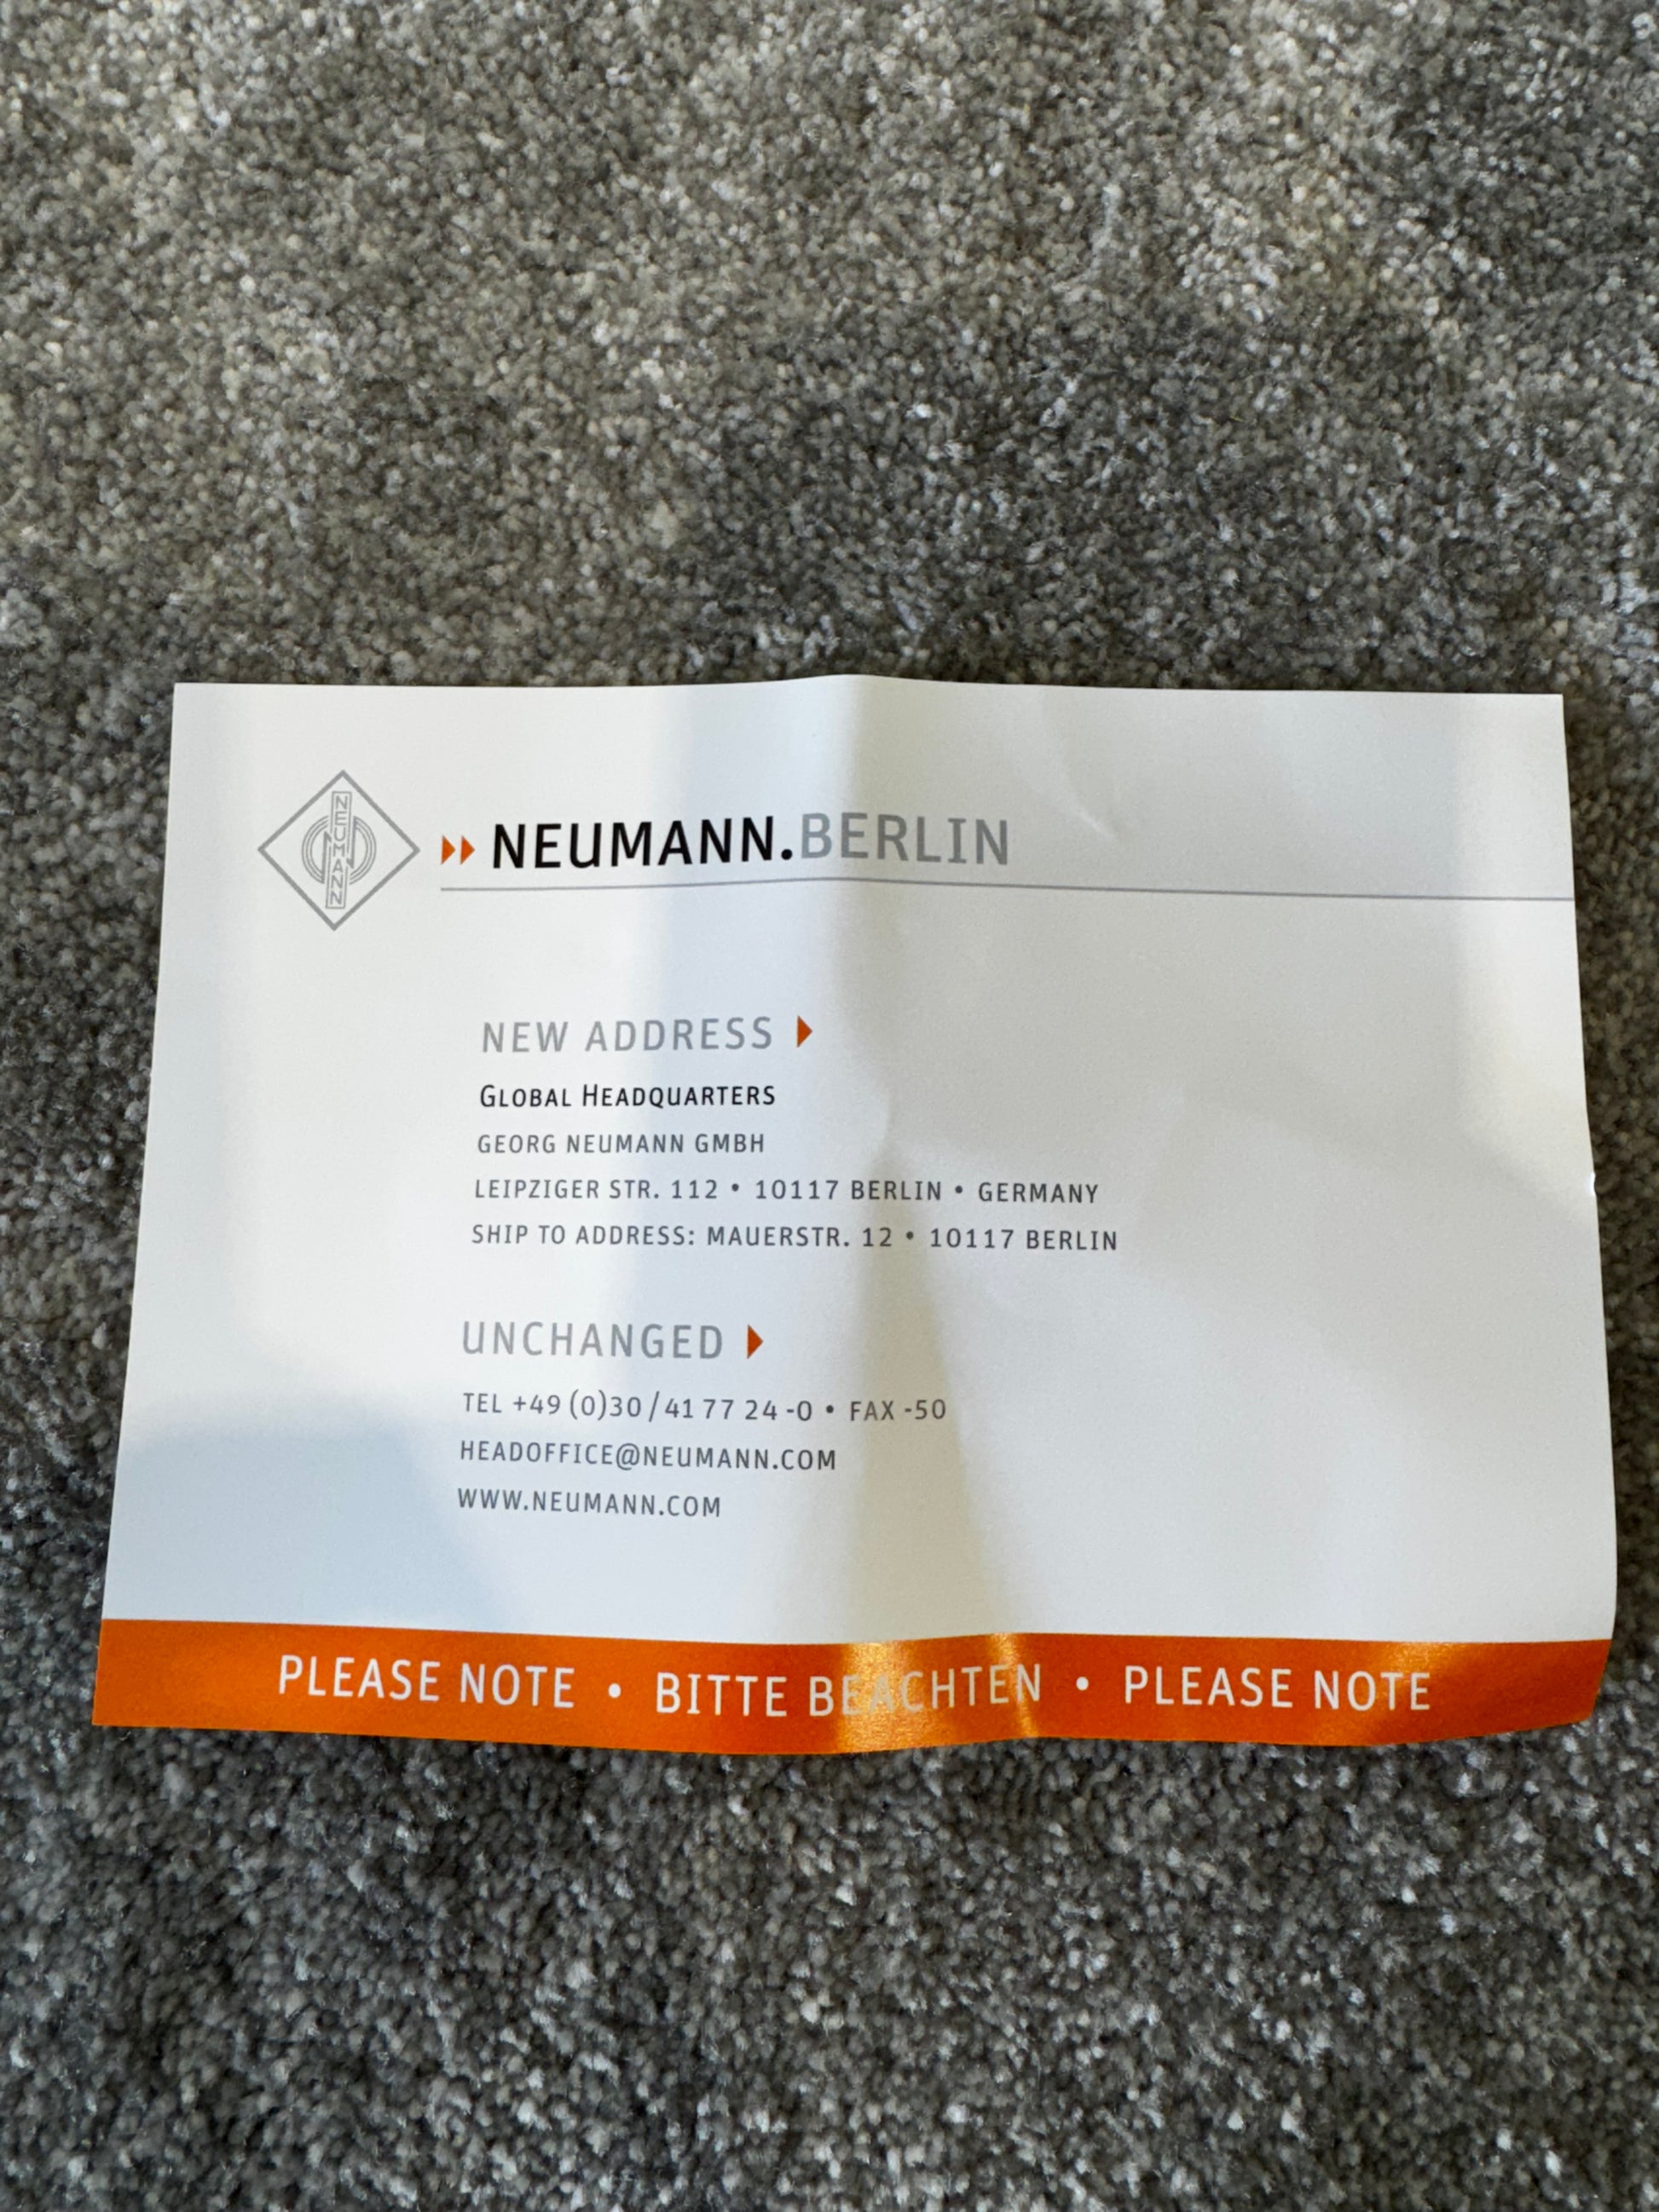 NEUMANN
NEUMANN.BERLIN
NEW ADDRESS
GLOBAL HEADQUARTERS
GEORG NEUMANN GMBH
LEIPZIGER STR. 112 • 10117 BERLIN • GERMANY
SHIP TO ADDRESS: MAUERSTR. 12 • 10117 BERLIN
UNCHANGED
TEL +49 (0)30 / 41 77 24 -0 • FAX -50
HEADOFFICE@NEUMANN.COM
WWW.NEUMANN.COM
PLEASE NOTE • BITTE BEACHTEN • PLEASE NOTE